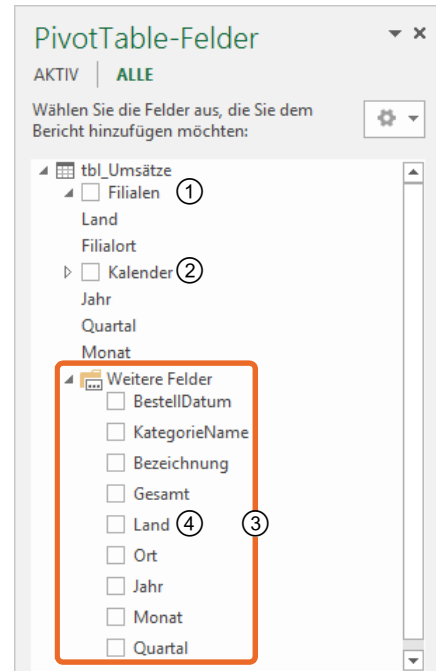 PivotTable-Felder
AKTIV | ALLE
Wählen Sie die Felder aus, die Sie dem
Bericht hinzufügen möchten:
tbl_Umsätze
Filialen ①
Land
Filialort
Kalender ②
Jahr
Quartal
Monat
Weitere Felder
BestellDatum
KategorieName
Bezeichnung
Gesamt
Land ④ ③
Ort
Jahr
Monat
Quartal